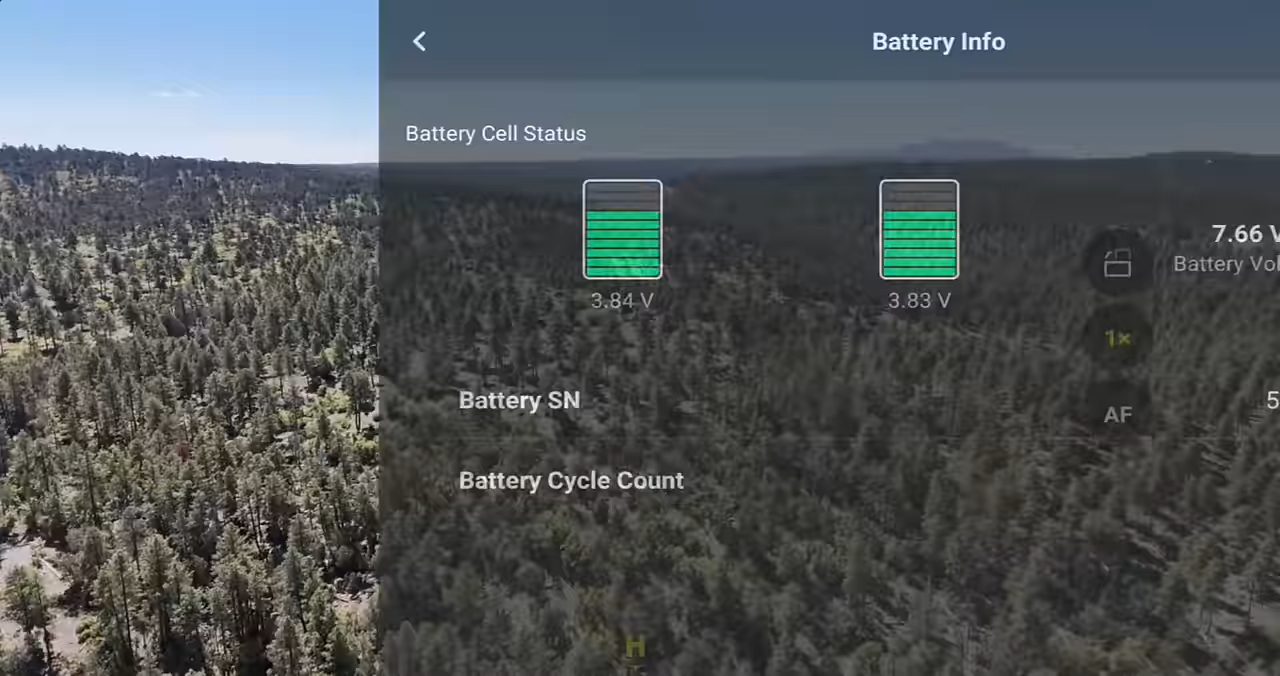 Battery Info
Battery Cell Status
7.66 V
Battery Vol
3.84 V
3.83 V
1×
Battery SN
5
AF
Battery Cycle Count
H